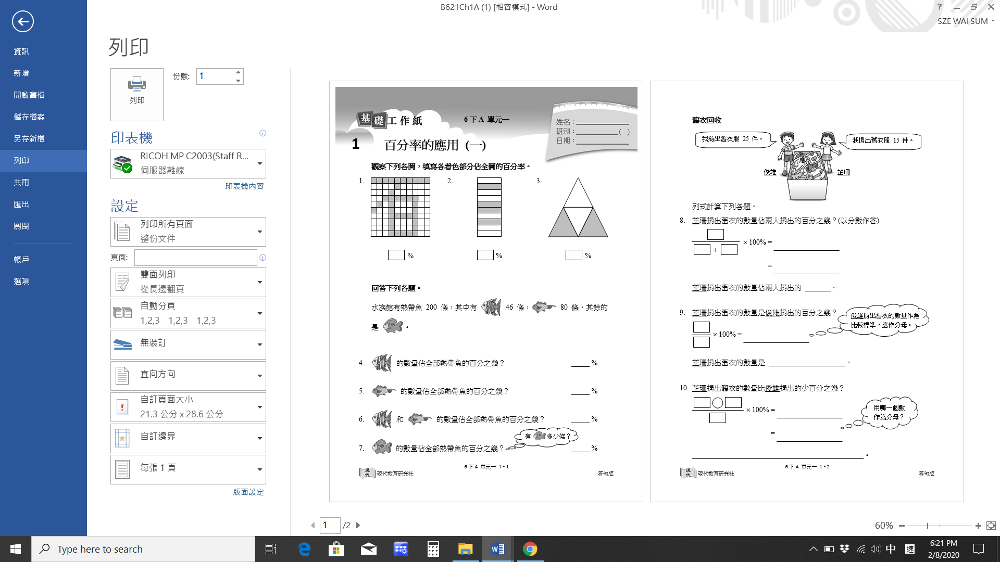 B621Ch1A (1) [相容模式] - Word
?
SZE WAI SUM
資訊
新增
開啟舊檔
儲存檔案
另存新檔
列印
共用
匯出
關閉
帳戶
選項
列印
列印
份數: 1
印表機
RICOH MP C2003(Staff R...
伺服器離線
印表機內容
設定
列印所有頁面
整份文件
頁面:
雙面列印
從長邊翻頁
自動分頁
1,2,3 1,2,3 1,2,3
無裝訂
直向方向
自訂頁面大小
21.3 公分 x 28.6 公分
自訂邊界
每張 1 頁
版面設定
基礎工作紙
6下A 單元一
姓名：
班別： ( )
日期：
1 百分率的應用 (一)
觀察下列各圖，填寫各着色部分佔全圖的百分率。
1. 2. 3.
% % %
回答下列各題。
水族館有熱帶魚 200 條，其中有 46 條， 80 條，其餘的
是 。
4. 的數量佔全部熱帶魚的百分之幾？ %
5. 的數量佔全部熱帶魚的百分之幾？ %
6. 和 的數量佔全部熱帶魚的百分之幾？ %
有 多少條？
7. 的數量佔全部熱帶魚的百分之幾？ %
6下A 單元一 1 • 1
現代 現代教育研究社
答句版
舊衣回收
我捐出舊衣服 25 件。
我捐出舊衣服 15 件。
俊雄
芷珊
列式計算下列各題。
8. 芷珊捐出舊衣的數量佔兩人捐出的百分之幾？(以分數作答)
+ × 100% =
=
芷珊捐出舊衣的數量佔兩人捐出的 。
9. 芷珊捐出舊衣的數量是俊雄捐出的百分之幾？
俊雄捐出舊衣的數量作為
比較標準，應作分母。
× 100% =
芷珊捐出舊衣的數量是 。
10. 芷珊捐出舊衣的數量比俊雄捐出的少百分之幾？
× 100% =
用哪一個數
作為分母？
=
。
6下A 單元一 1 • 2
現代 現代教育研究社
答句版
1 /2
60%
Type here to search
中
速
6:21 PM
2/8/2020